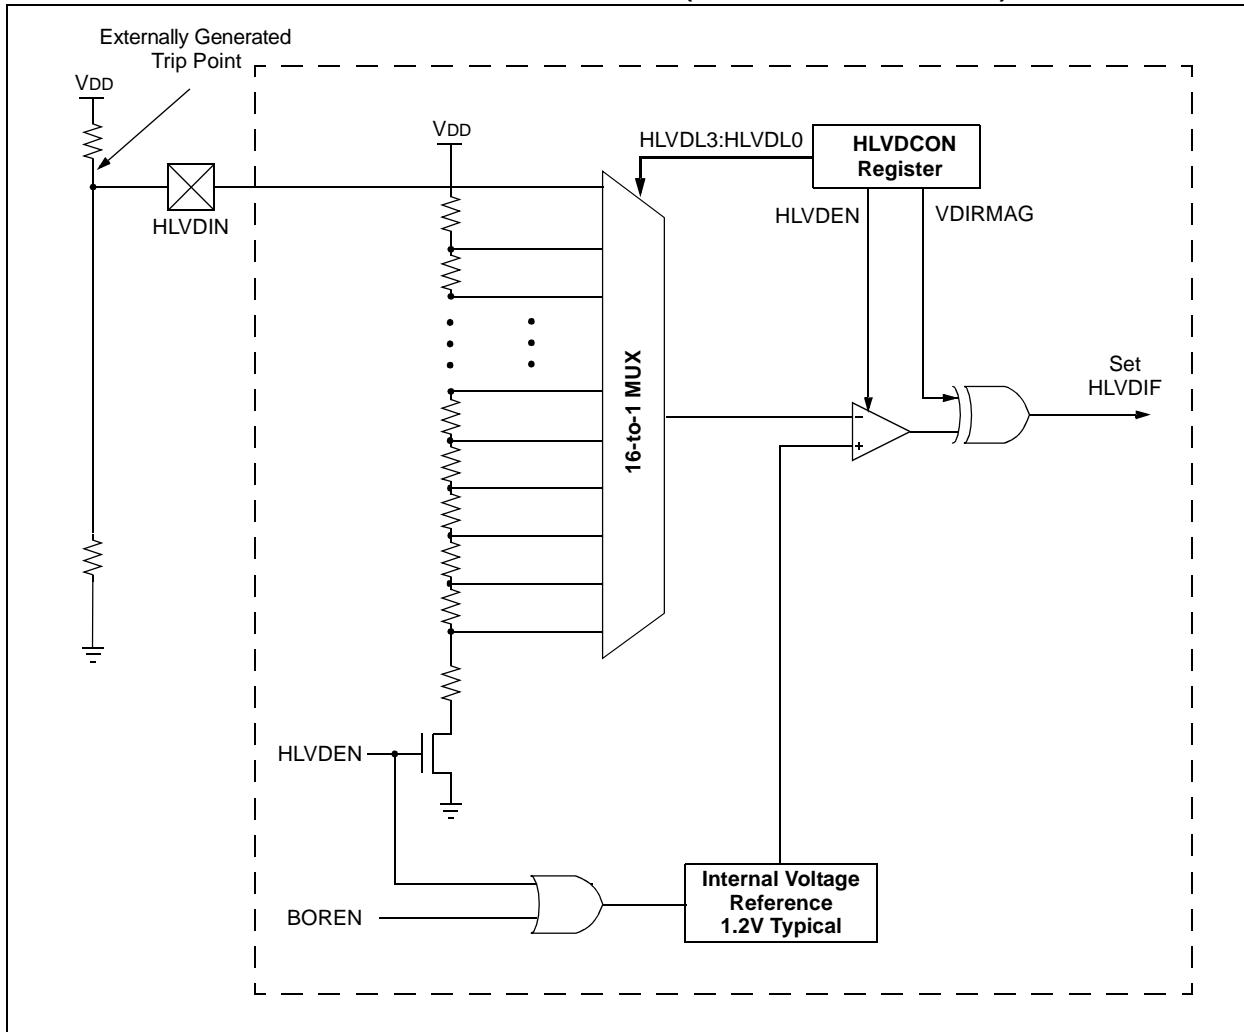 Externally Generated
Trip Point
VDD
VDD
HLVDL3:HLVDL0
HLVDCON
Register
HLVDIN
HLVDEN
VDIRMAG
16-to-1 MUX
Set
HLVDIF
–
+
HLVDEN
BOREN
Internal Voltage
Reference
1.2V Typical